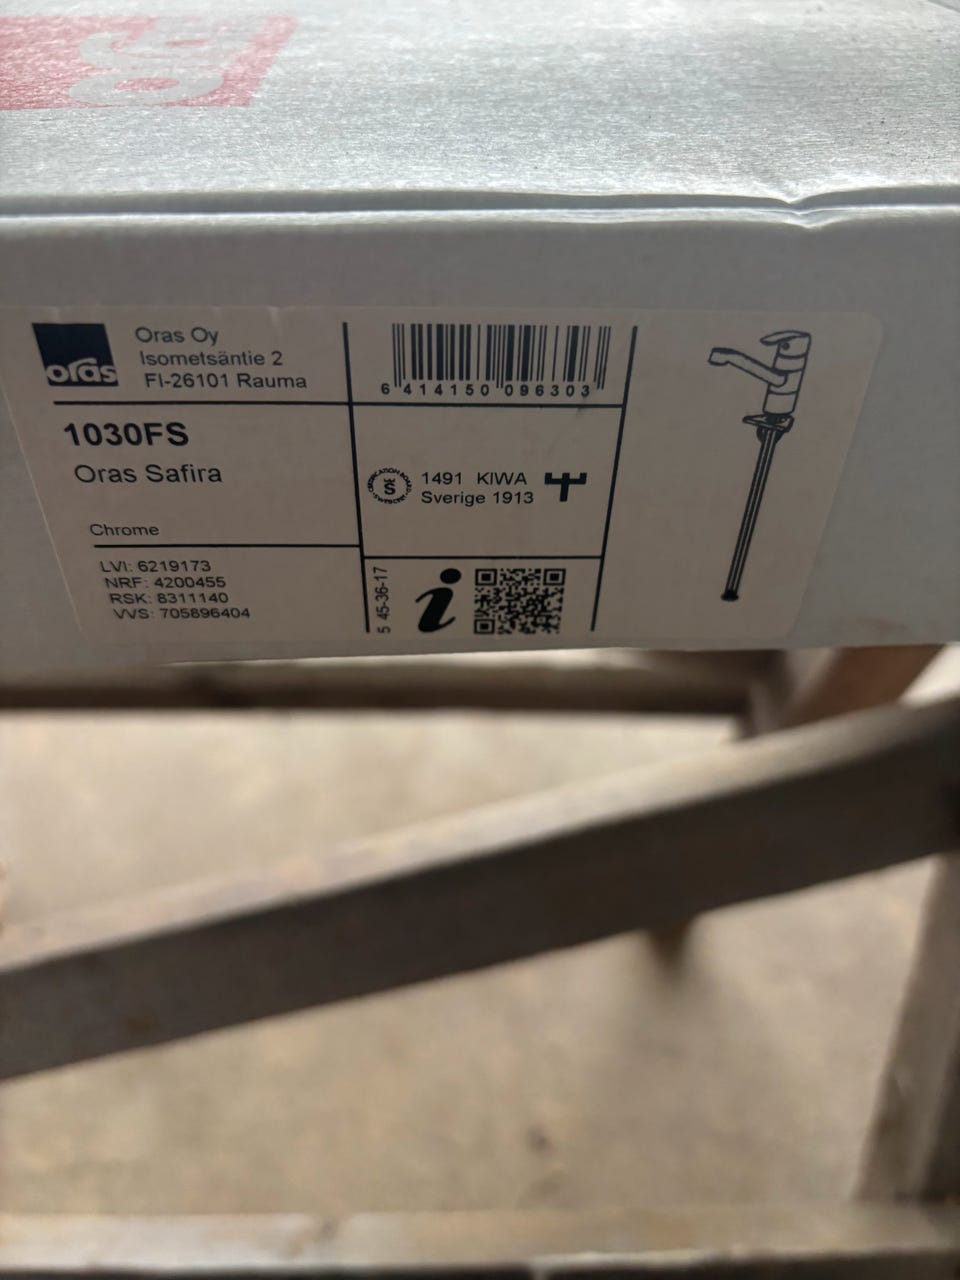 oras
Oras Oy
Isometsäntie 2
FI-26101 Rauma
6 414150 096303
1030FS
Oras Safira
Chrome
1491 KIWA
Sverige 1913
LVI: 6219173
NRF: 4200455
RSK: 8311140
VVS: 705896404
5 45-36-17
i